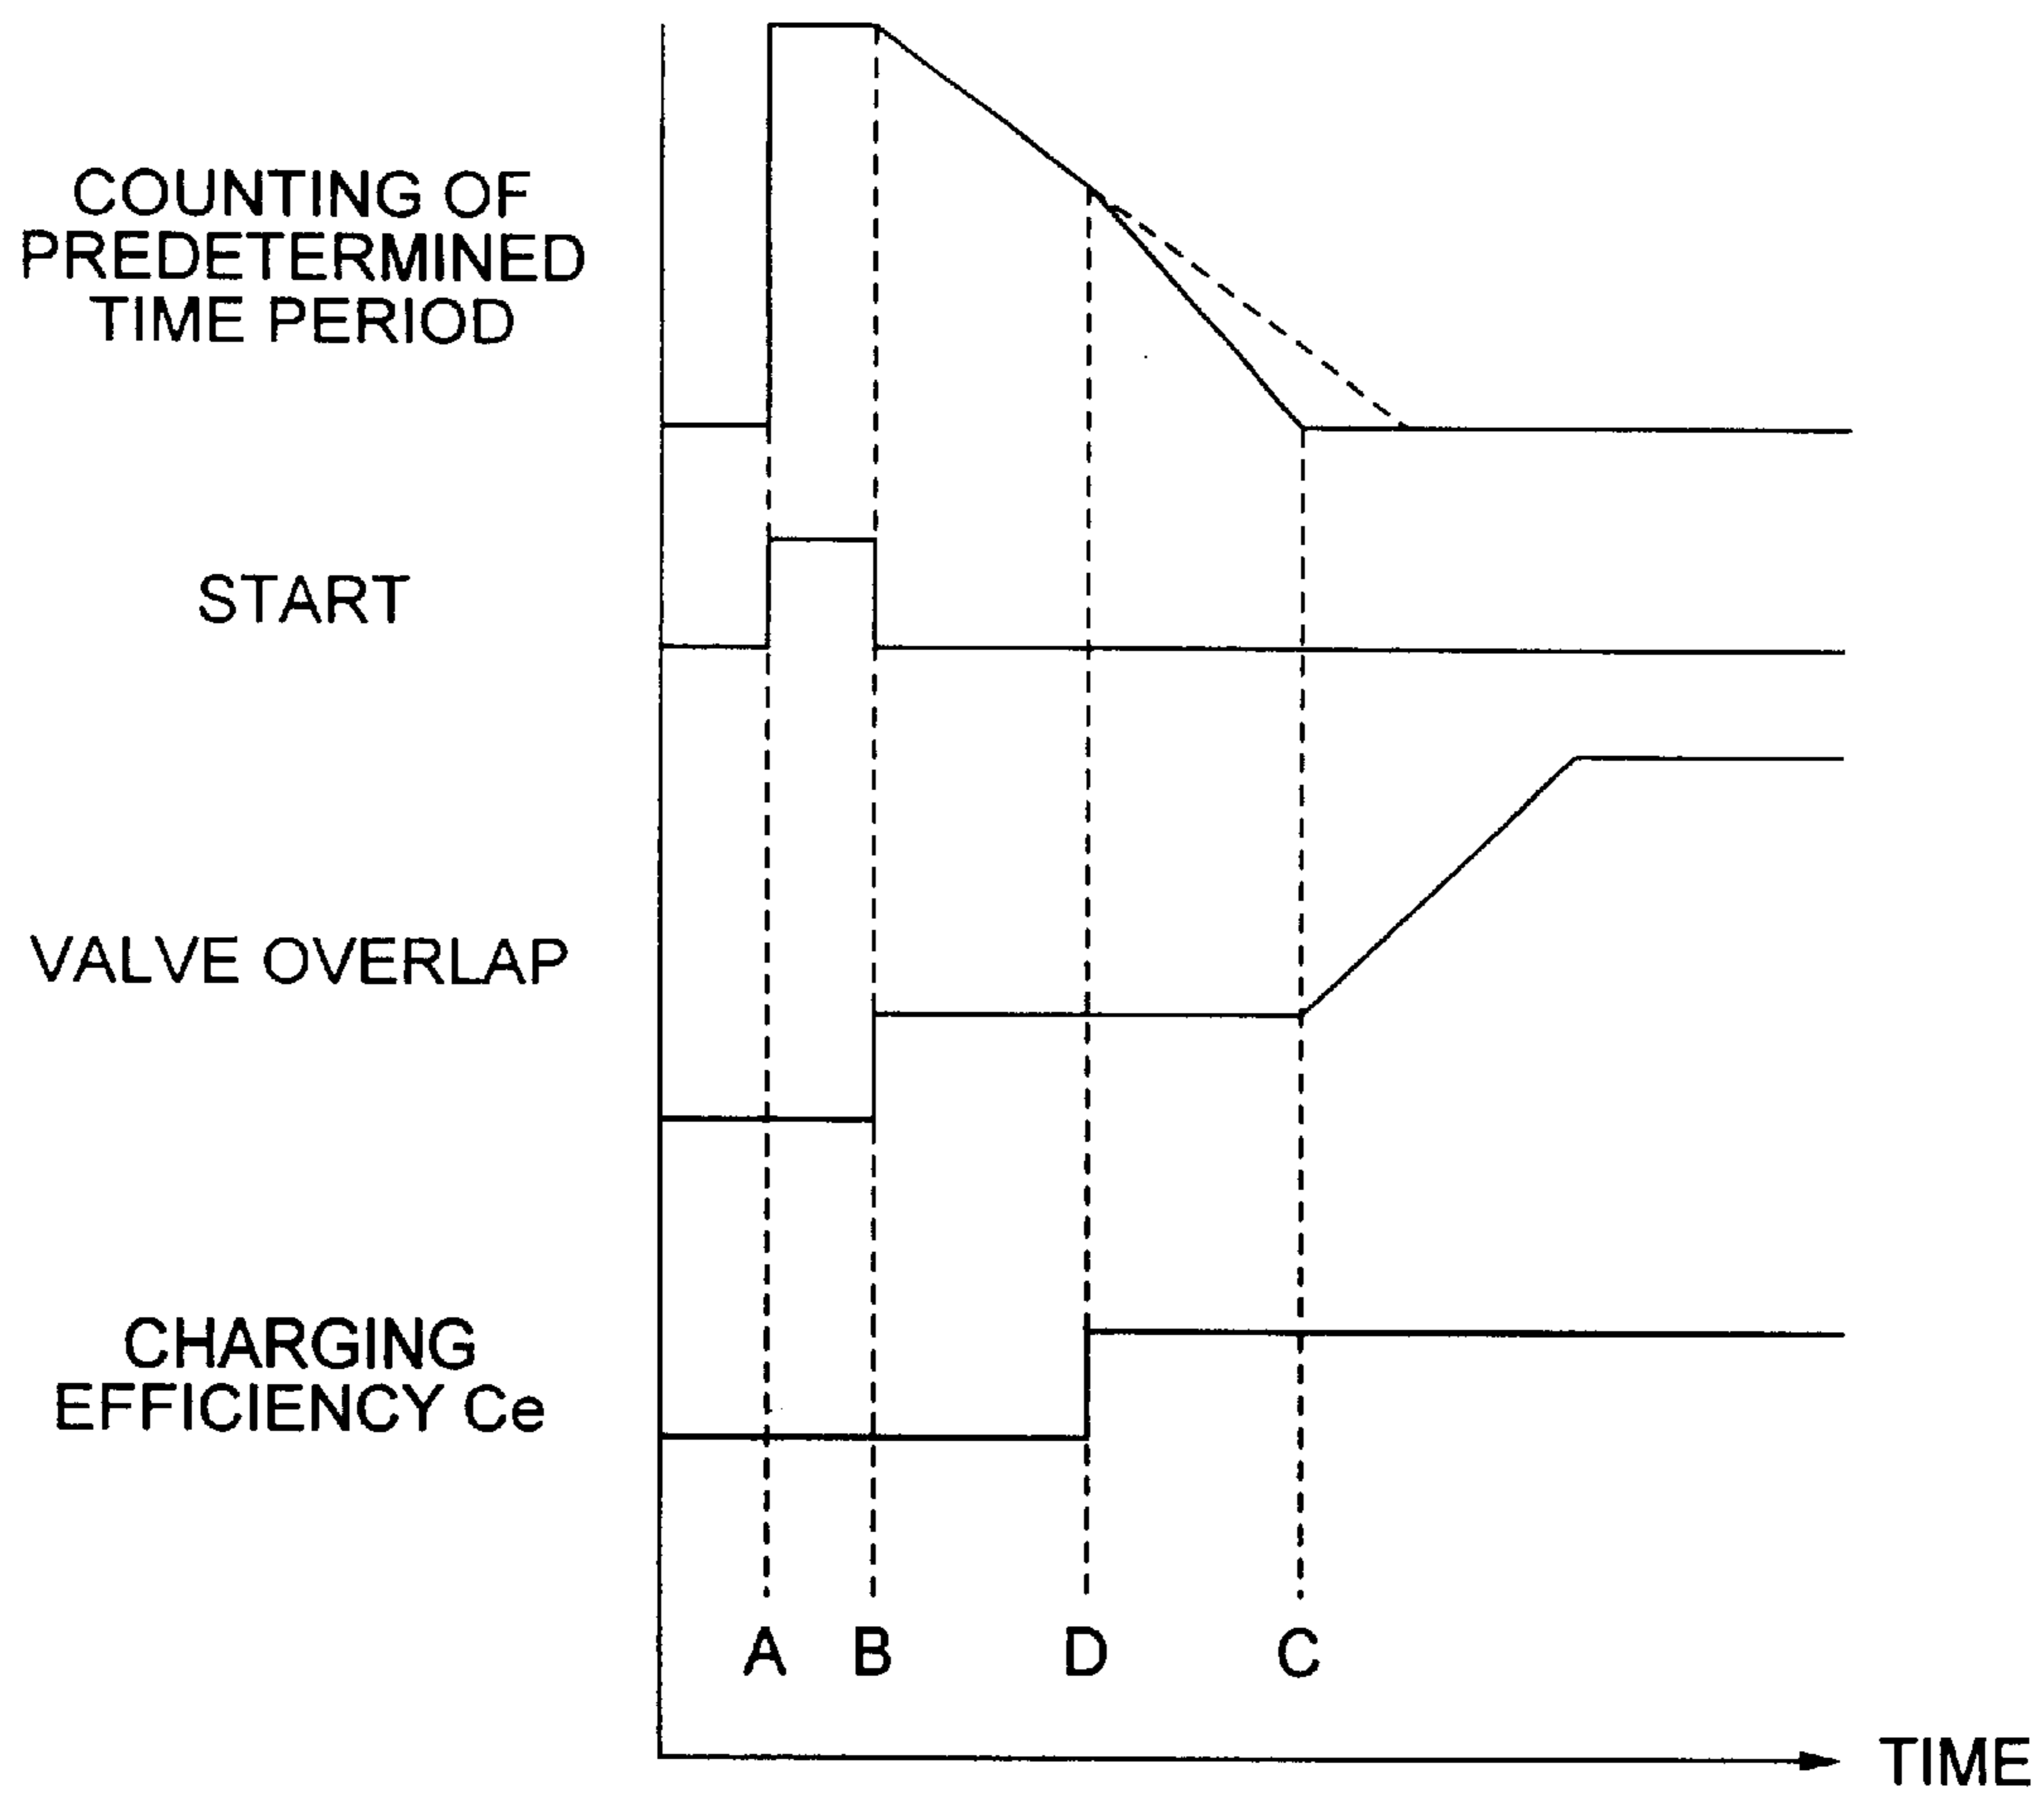 COUNTING OF
PREDETERMINED
TIME PERIOD
START
VALVE OVERLAP
CHARGING
EFFICIENCY Ce
A B D C
TIME